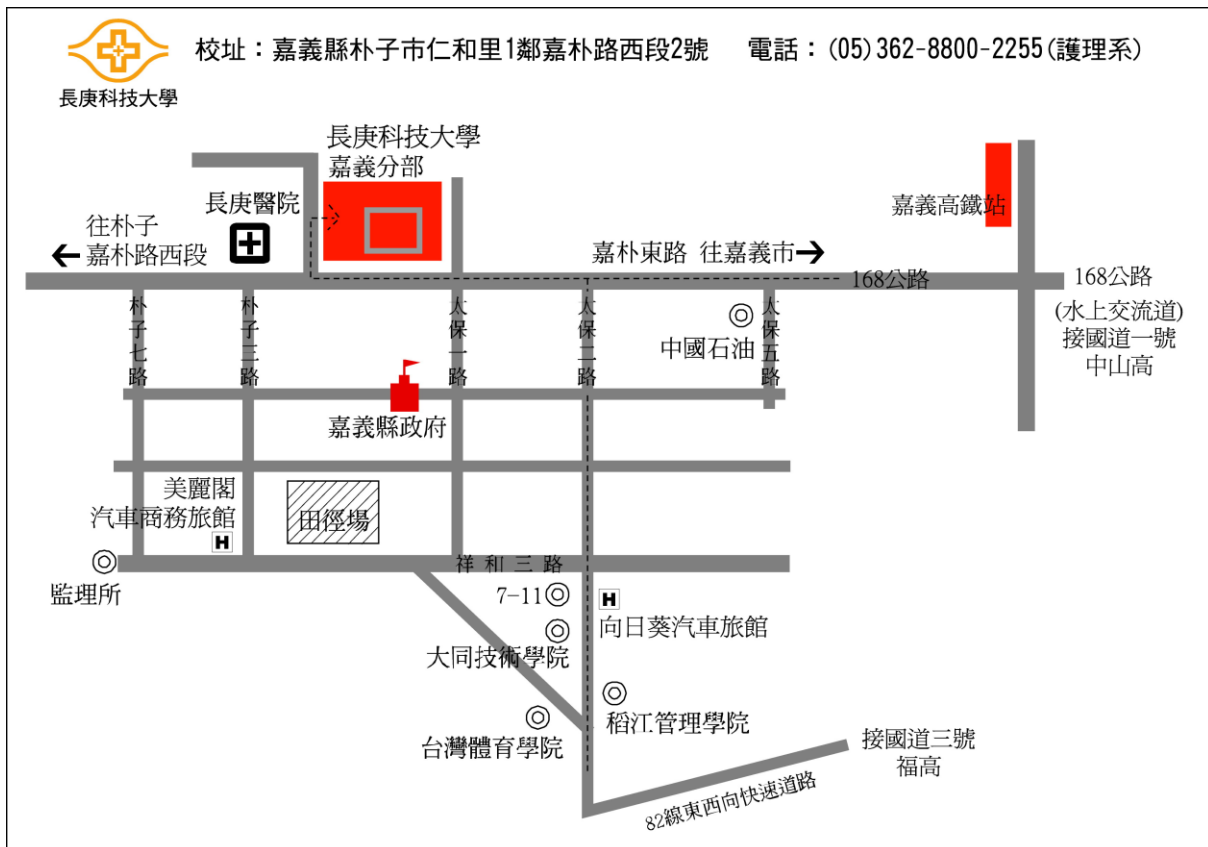 校址：嘉義縣朴子市仁和里1鄰嘉朴路西段2號 電話：(05)362-8800-2255(護理系)
長庚科技大學
長庚科技大學
嘉義分部
長庚醫院
往朴子
嘉朴路西段
嘉義高鐵站
嘉朴東路 往嘉義市
168公路
168公路
(水上交流道)
接國道一號
中山高
朴子七路
朴子三路
太保一路
太保二路
太保五路
中國石油
嘉義縣政府
美麗閣
汽車商務旅館
H
田徑場
祥和三路
監理所
7-11
H
向日葵汽車旅館
大同技術學院
稻江管理學院
台灣體育學院
接國道三號
福高
82線東西向快速道路